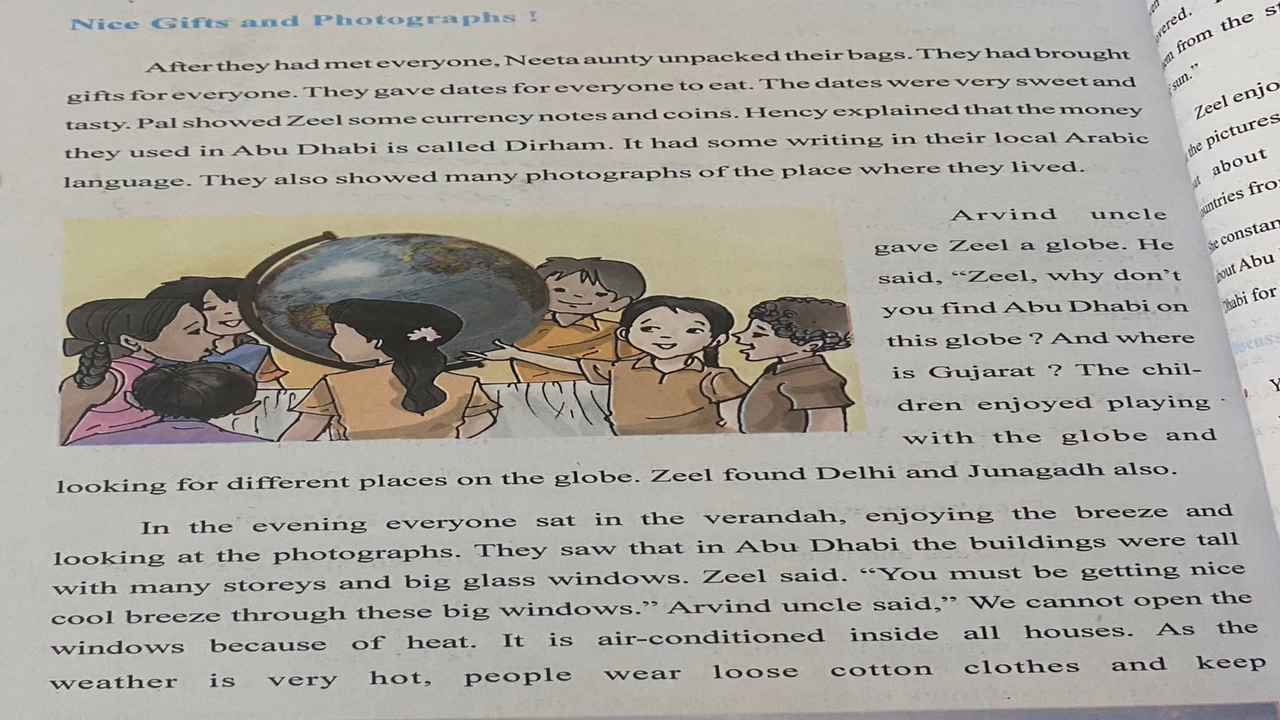 Nice Gifts and Photographs !
After they had met everyone, Neeta aunty unpacked their bags. They had brought
gifts for everyone. They gave dates for everyone to eat. The dates were very sweet and
tasty. Pal showed Zeel some currency notes and coins. Hency explained that the money
they used in Abu Dhabi is called Dirham. It had some writing in their local Arabic
language. They also showed many photographs of the place where they lived.
Arvind uncle
gave Zeel a globe. He
said, “Zeel, why don’t
you find Abu Dhabi on
this globe ? And where
is Gujarat ? The chil-
dren enjoyed playing
with the globe and
looking for different places on the globe. Zeel found Delhi and Junagadh also.
In the evening everyone sat in the verandah, enjoying the breeze and
looking at the photographs. They saw that in Abu Dhabi the buildings were tall
with many storeys and big glass windows. Zeel said. “You must be getting nice
cool breeze through these big windows.” Arvind uncle said,” We cannot open the
windows because of heat. It is air-conditioned inside all houses. As the
weather is very hot, people wear loose cotton clothes and keep
from the
sun.”
Zeel
the pictures
about
constan
Abu
for